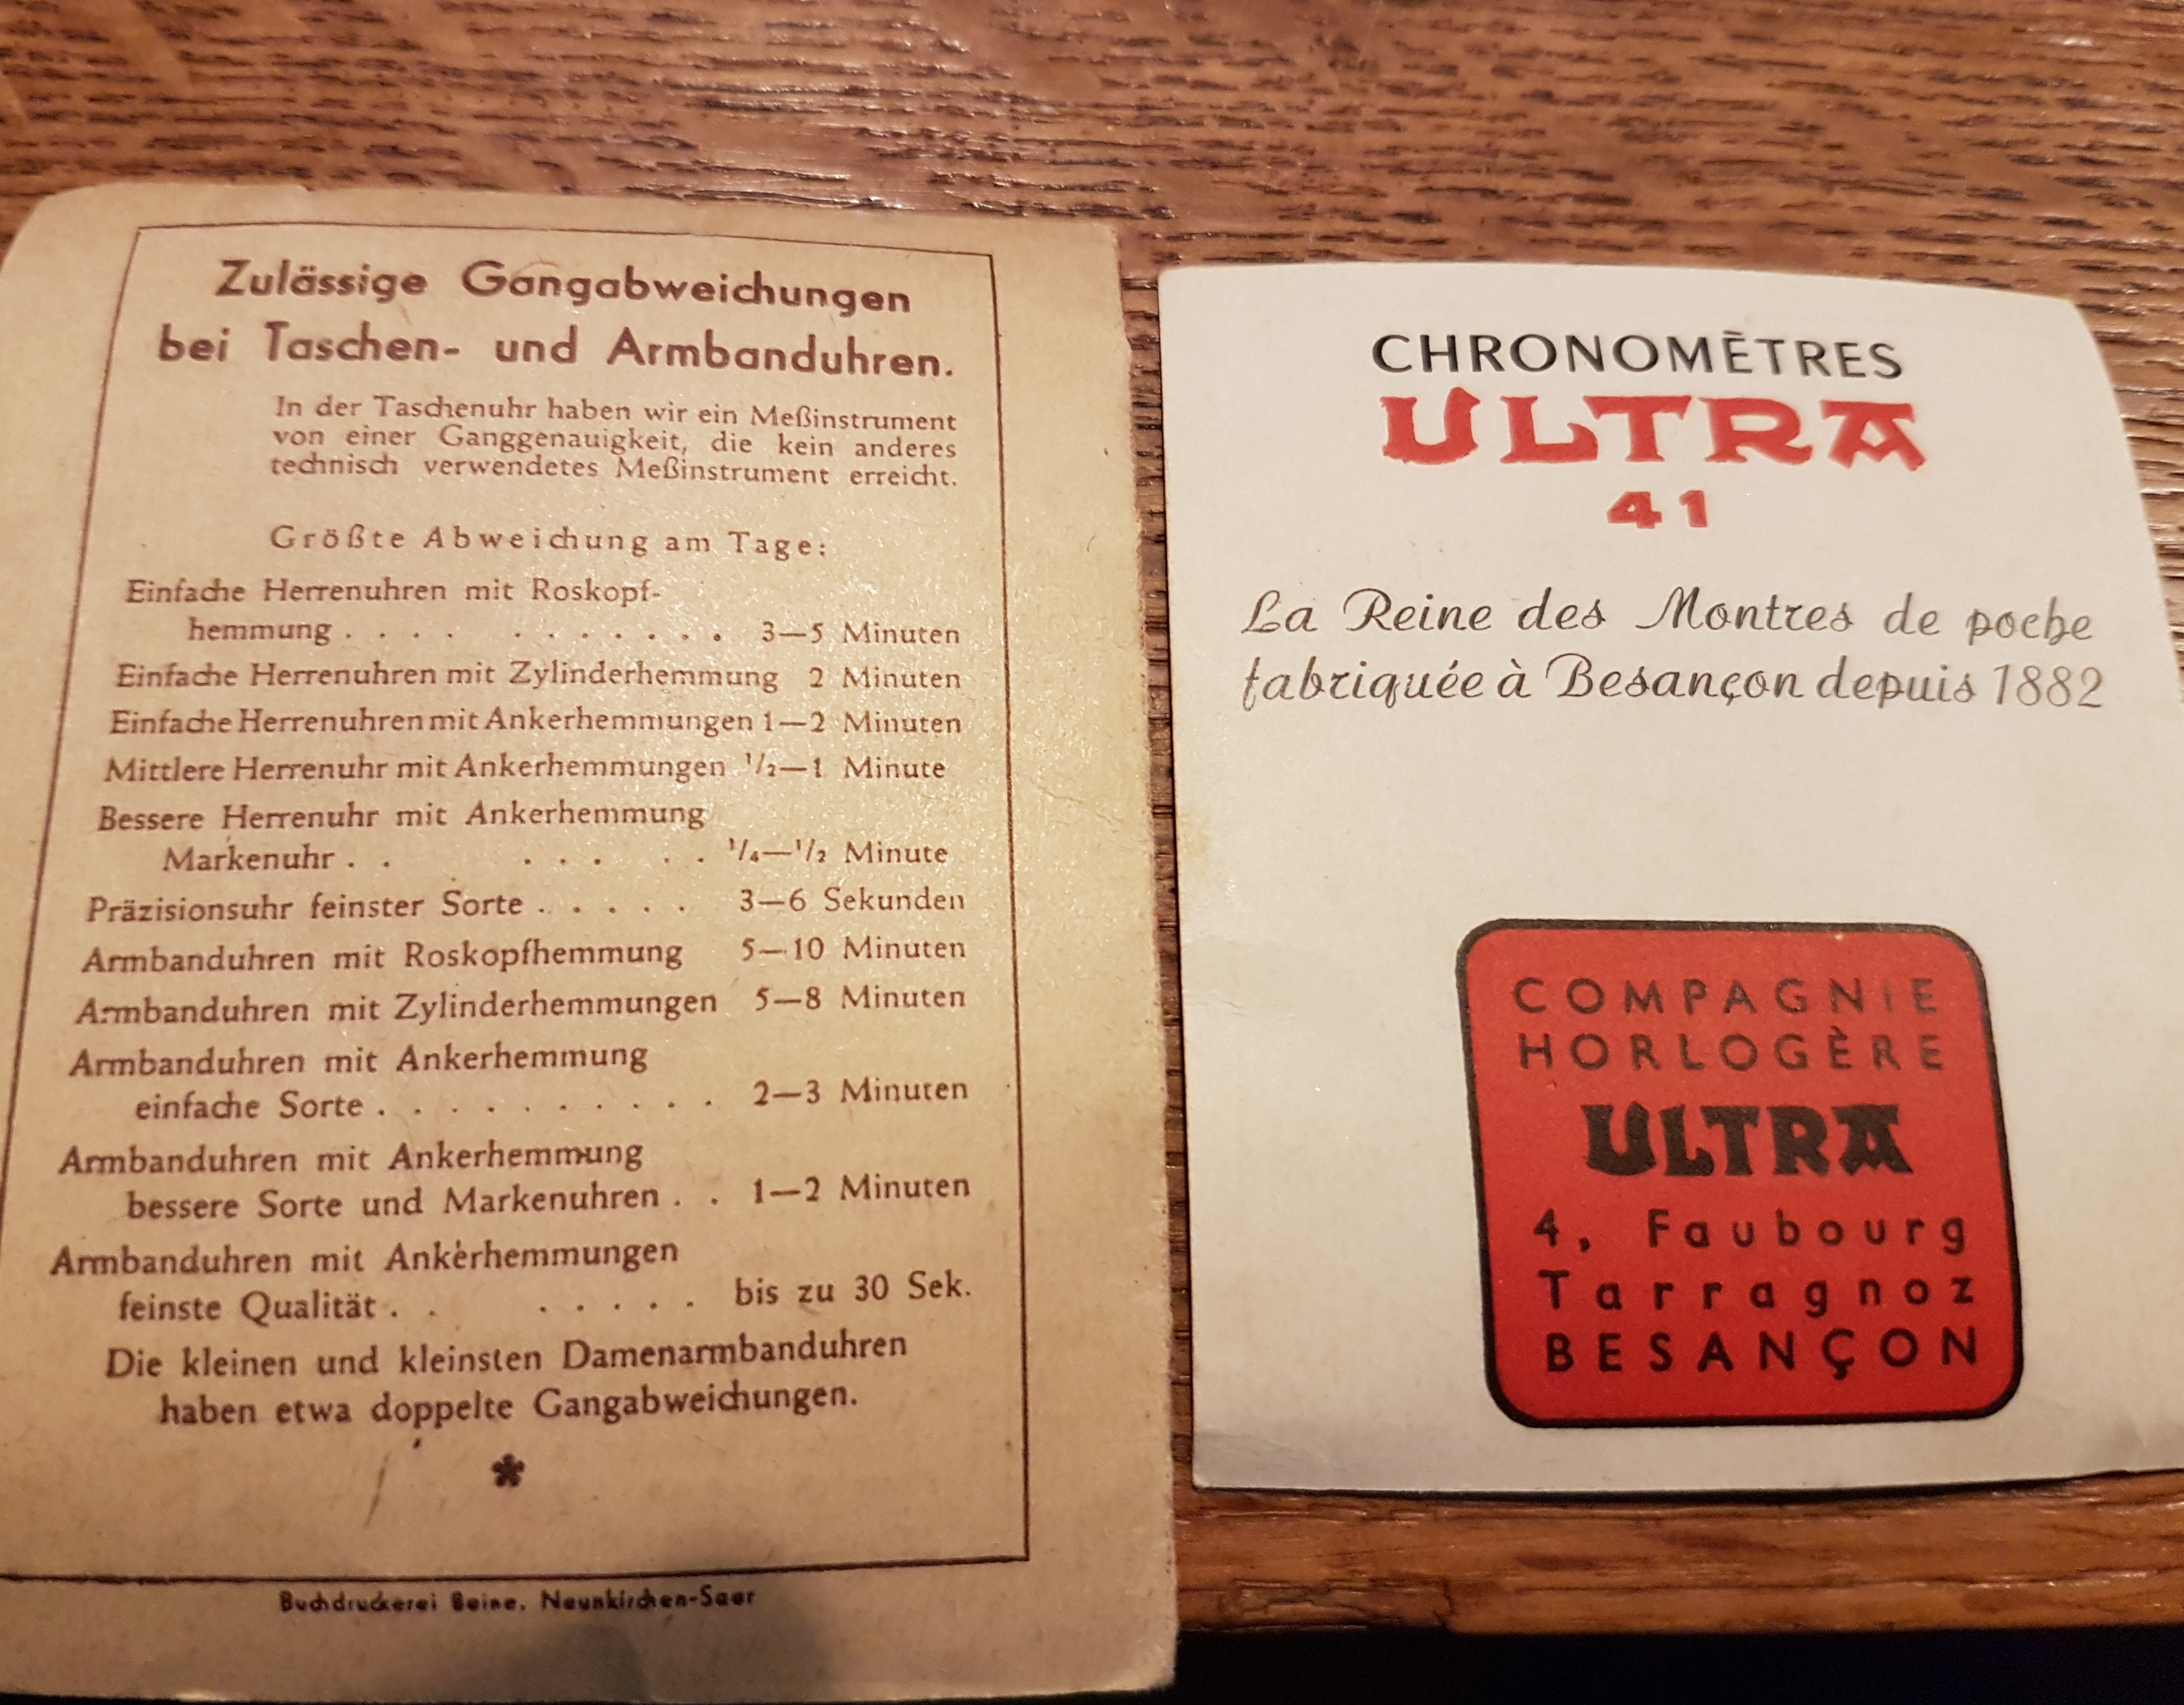 Zulässige Gangabweichungen
bei Taschen- und Armbanduhren.
In der Taschenuhr haben wir ein Meßinstrument
von einer Ganggenauigkeit, die kein anderes
technisch verwendetes Meßinstrument erreicht.
Größte Abweichung am Tage:
Einfache Herrenuhren mit Roskopf-
hemmung . . . . . . . . . . . 3—5 Minuten
Einfache Herrenuhren mit Zylinderhemmung 2 Minuten
Einfache Herrenuhren mit Ankerhemmungen 1—2 Minuten
Mittlere Herrenuhr mit Ankerhemmungen 1/2—1 Minute
Bessere Herrenuhr mit Ankerhemmung
Markenuhr . . . . . . . 1/4—1/2 Minute
Präzisionsuhr feinster Sorte . . . . . 3—6 Sekunden
Armbanduhren mit Roskopfhemmung 5—10 Minuten
Armbanduhren mit Zylinderhemmungen 5—8 Minuten
Armbanduhren mit Ankerhemmung
einfache Sorte . . . . . . . . . . 2—3 Minuten
Armbanduhren mit Ankerhemmung
bessere Sorte und Markenuhren . . 1—2 Minuten
Armbanduhren mit Ankerhemmungen
feinste Qualität . . . . . . . bis zu 30 Sek.
Die kleinen und kleinsten Damenarmbanduhren
haben etwa doppelte Gangabweichungen.
*
Buchdruckerei Beine, Neunkirchen-Saar
CHRONOMÈTRES
ULTRA
41
La Reine des Montres de poche
fabriquée à Besançon depuis 1882
COMPAGNIE
HORLOGÈRE
ULTRA
4, Faubourg
Tarragnoz
BESANÇON